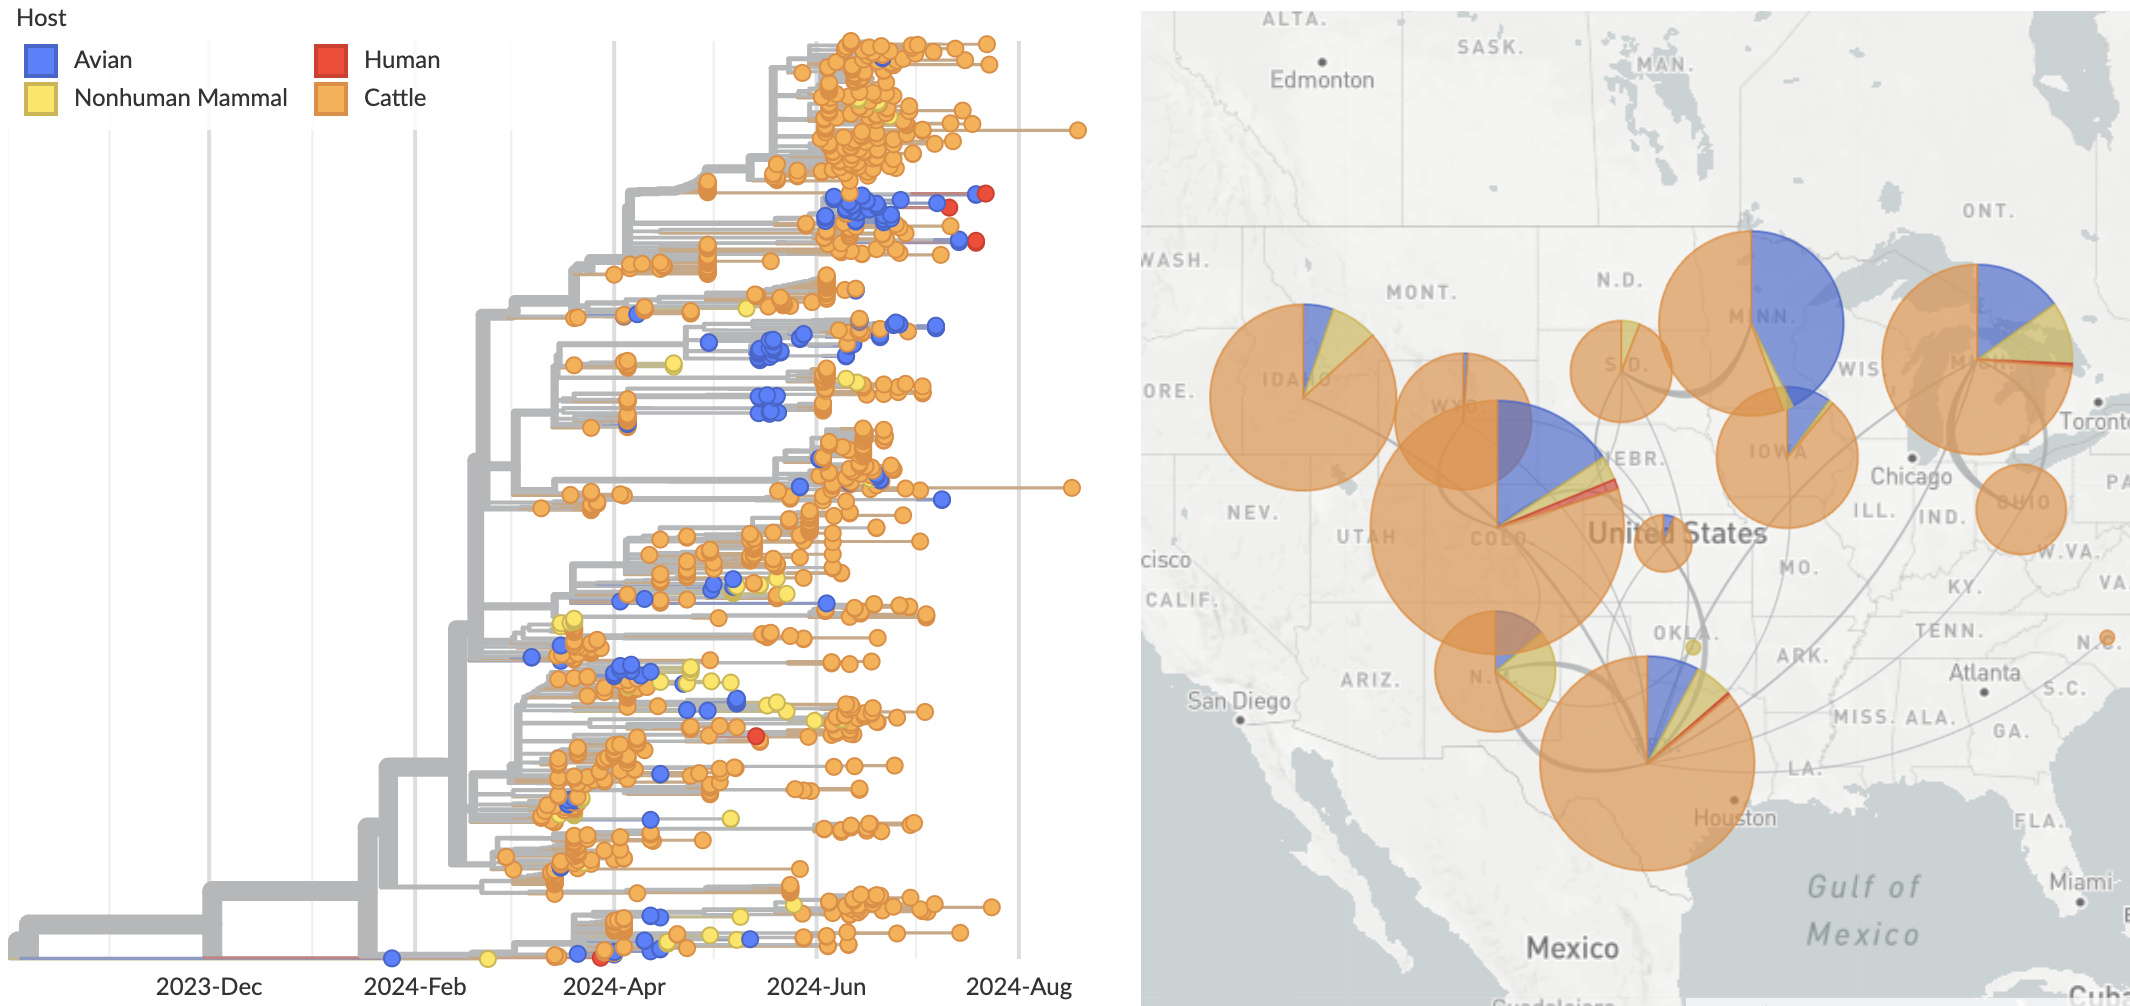 Host
Avian
Human
Nonhuman Mammal
Cattle
2023-Dec
2024-Feb
2024-Apr
2024-Jun
2024-Aug
ALTA.
SASK.
MAN.
Edmonton
ONT.
WASH.
MONT.
N.D.
MINN.
ORE.
IDAHO
WYO.
S.D.
WIS.
MICH.
Toronto
IOWA
NEBR.
Chicago
NEV.
UTAH
COLO.
United States
ILL.
IND.
OHIO
PA
cisco
W.VA.
MO.
KY.
VA.
CALIF.
OKLA.
TENN.
N.C.
ARIZ.
ARK.
Atlanta
S.C.
San Diego
MISS.
ALA.
GA.
LA.
Houston
FLA.
Gulf of
Mexico
Miami
Mexico
Guadalajara
Cuba